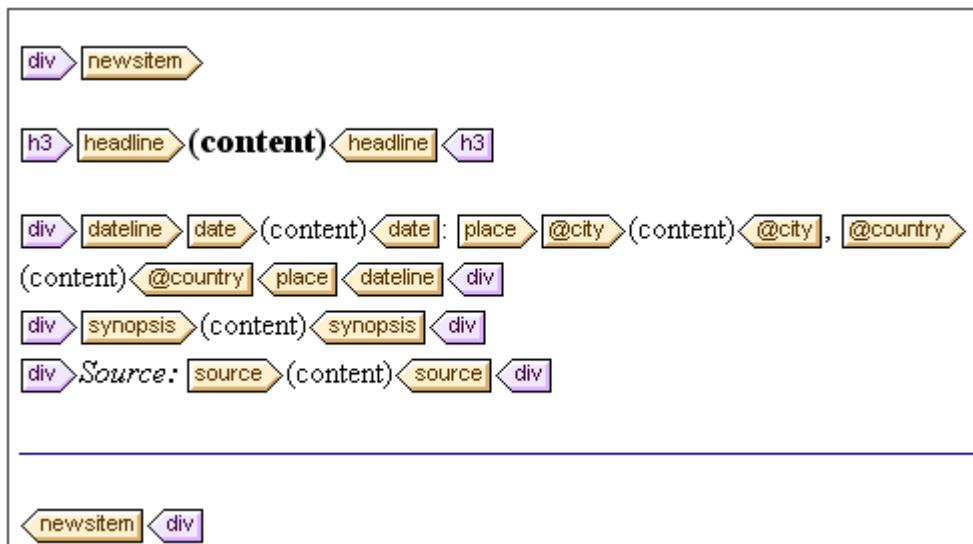 div newsitem
h3 headline (content) headline h3
div dateline date (content) date : place @city (content) @city , @country
(content) @country place dateline div
div synopsis (content) synopsis div
div Source: source (content) source div
newsitem div